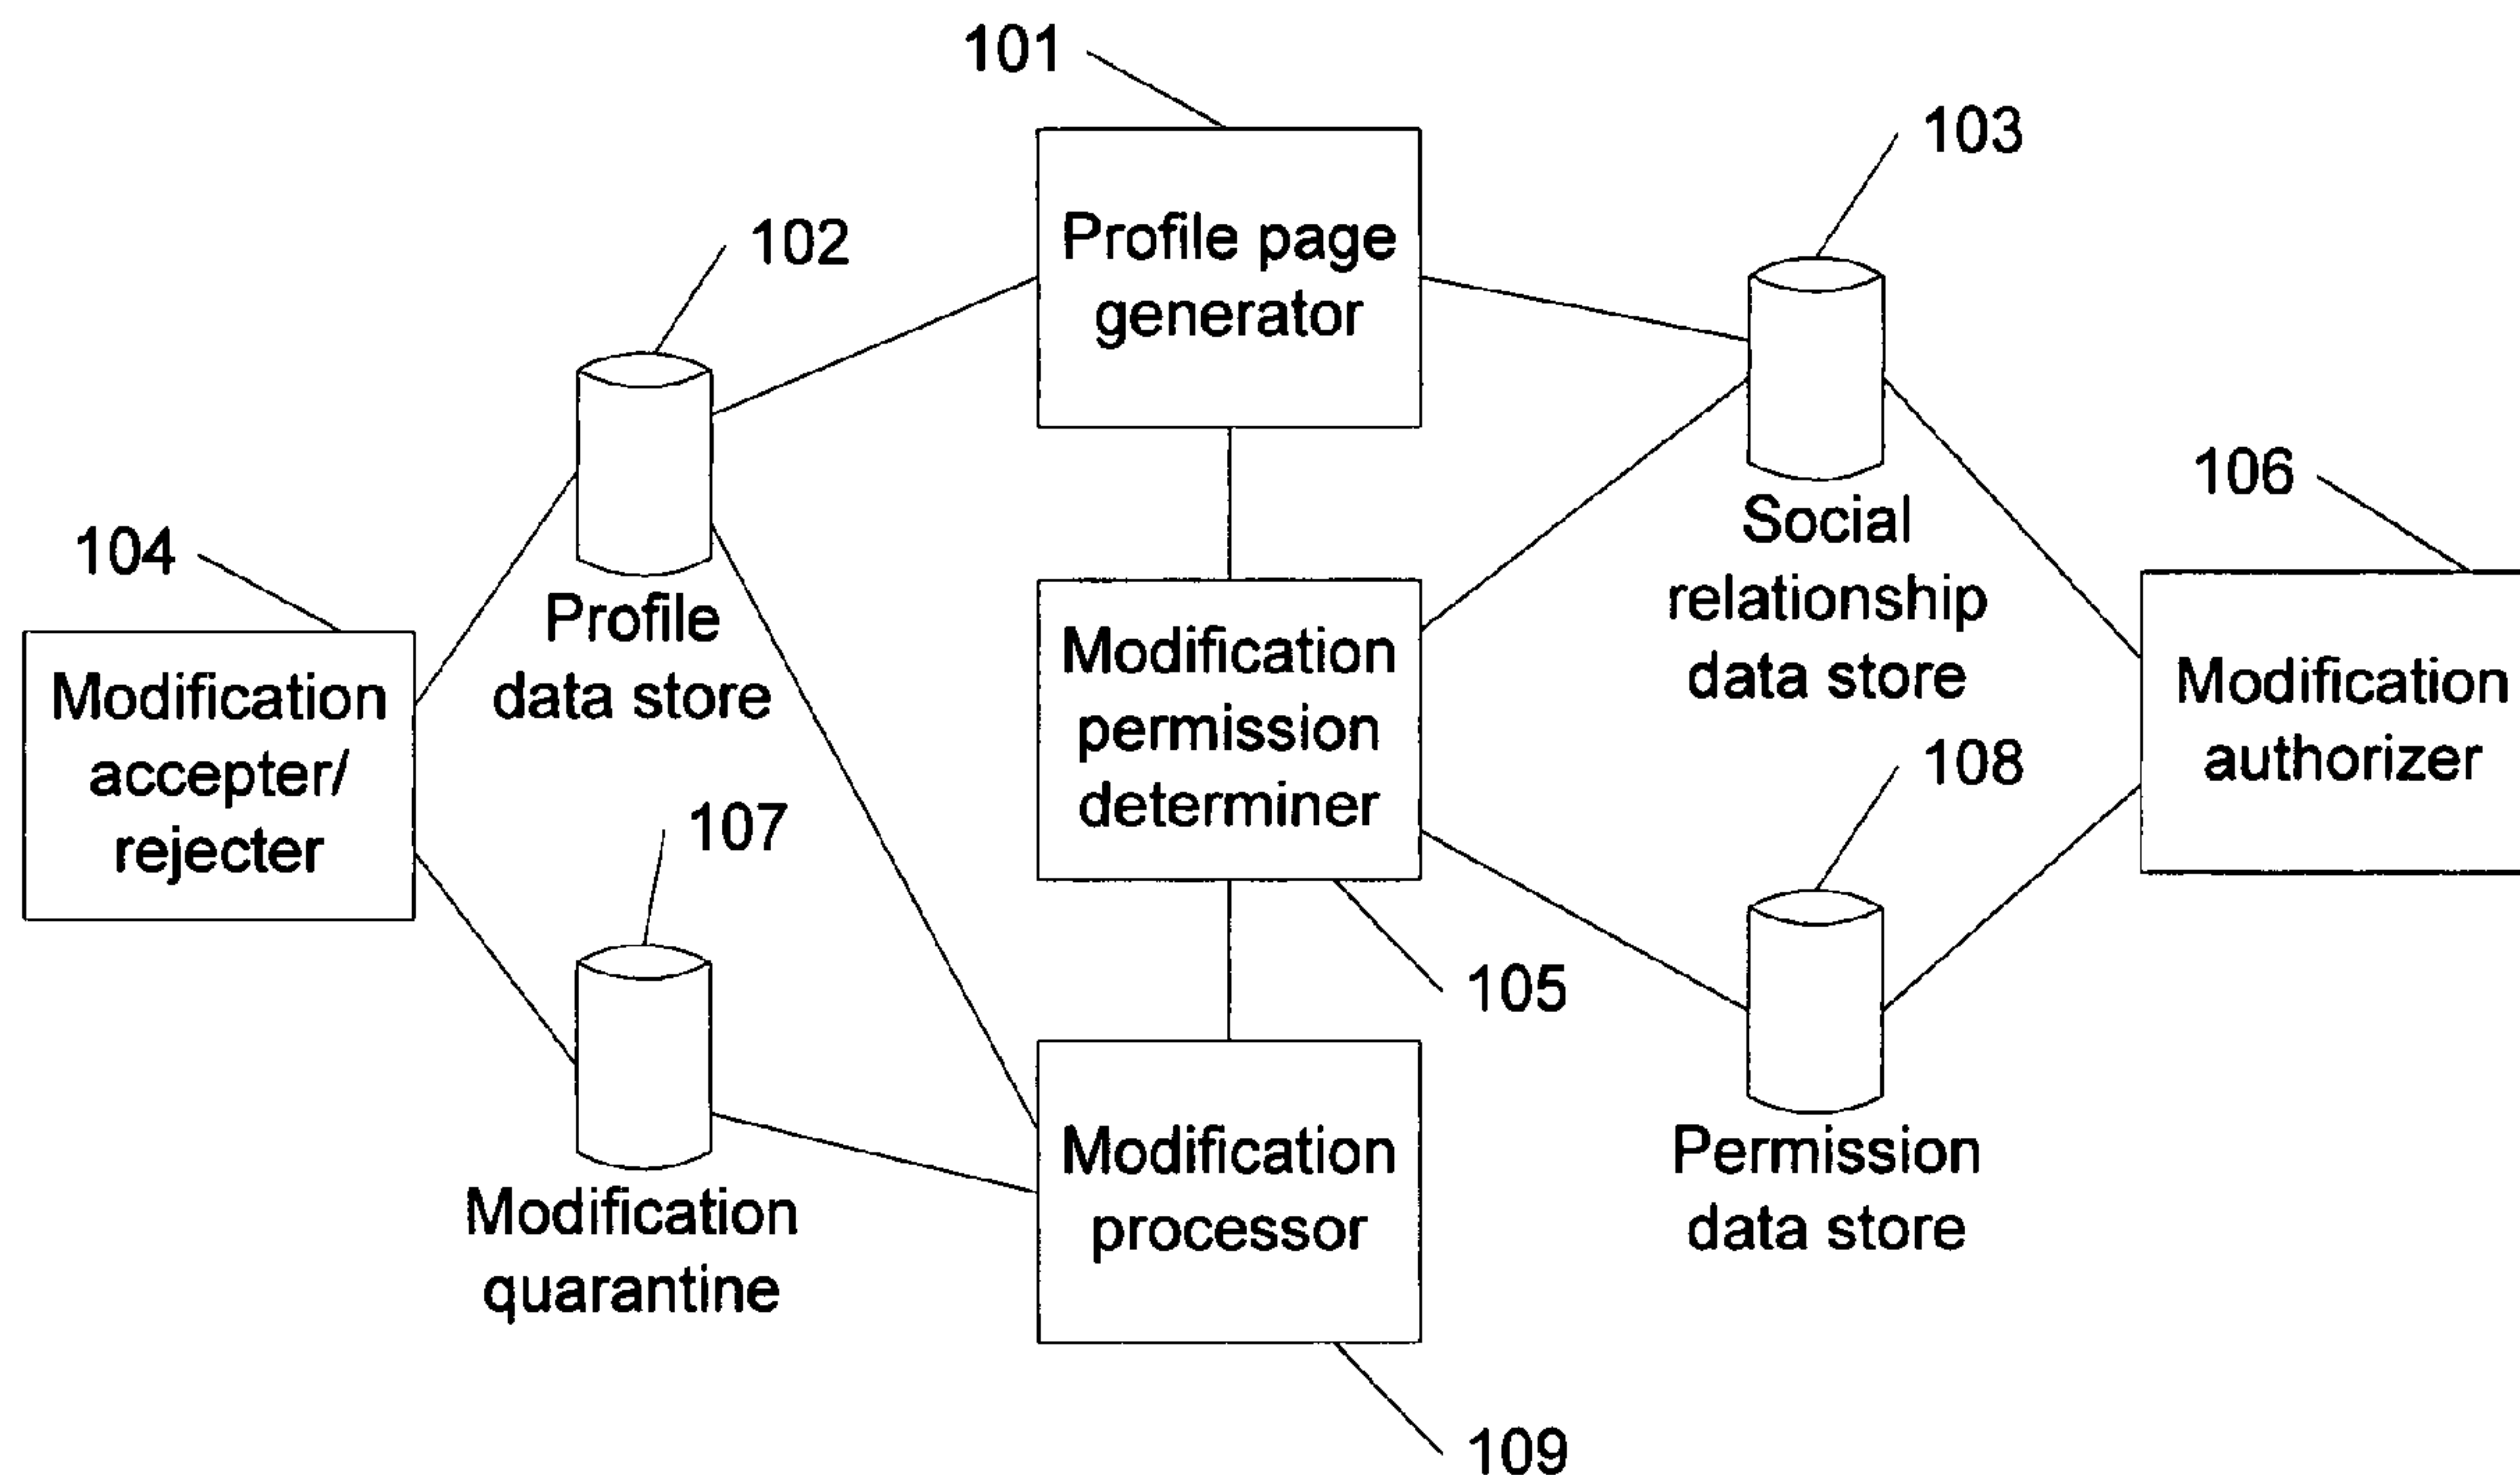 101
103
102
Profile page
generator
106
104
Social
relationship
data store
Profile
data store
Modification
permission
determiner
Modification
authorizer
Modification
accepter/
rejecter
108
107
105
Modification
processor
Permission
data store
Modification
quarantine
109